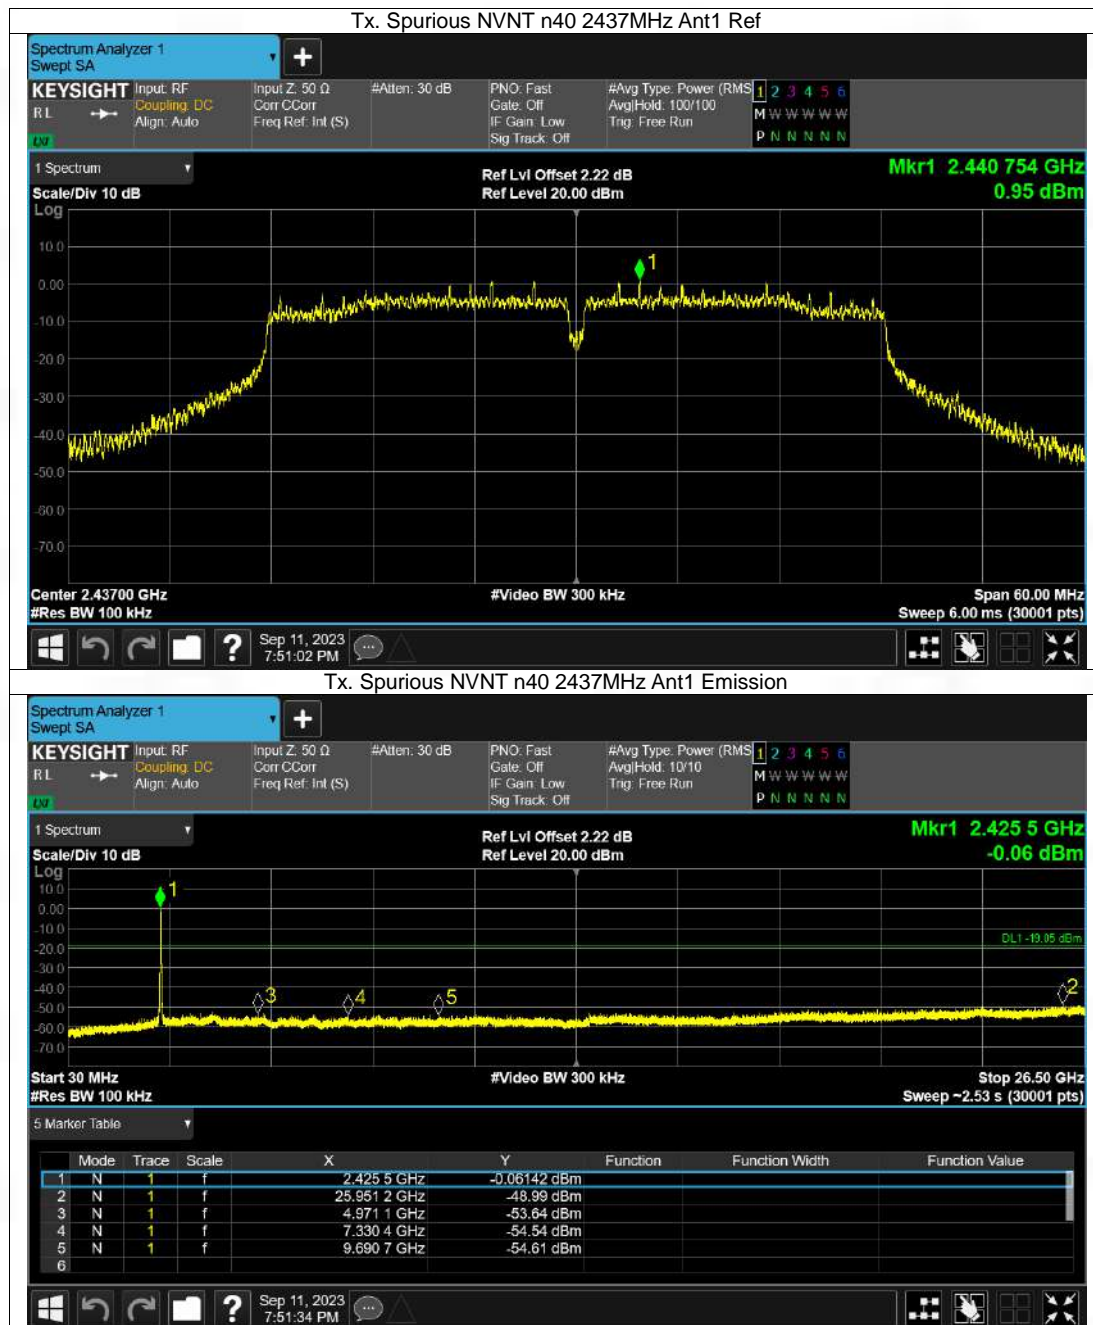 Tx. Spurious NVNT n40 2437MHz Ant1 Ref
Spectrum Analyzer 1
Swept SA
KEYSIGHT Input: RF Input Z: 50 Ω #Atten: 30 dB PNO: Fast #Avg Type: Power (RMS 1 2 3 4 5 6
RL Coupling: DC Corr CCorr Gate: Off Avg|Hold: 100/100 M W W W W W
Align: Auto Freq Ref: Int (S) IF Gain: Low Trig: Free Run
LXI Sig Track: Off P N N N N N
1 Spectrum Ref Lvl Offset 2.22 dB Mkr1 2.440 754 GHz
Scale/Div 10 dB Ref Level 20.00 dBm 0.95 dBm
Log
10.0
1
0.00
-10.0
-20.0
-30.0
-40.0
-50.0
-60.0
-70.0
Center 2.43700 GHz #Video BW 300 kHz Span 60.00 MHz
#Res BW 100 kHz Sweep 6.00 ms (30001 pts)
? Sep 11, 2023
7:51:02 PM
Tx. Spurious NVNT n40 2437MHz Ant1 Emission
Spectrum Analyzer 1
Swept SA
KEYSIGHT Input: RF Input Z: 50 Ω #Atten: 30 dB PNO: Fast #Avg Type: Power (RMS 1 2 3 4 5 6
RL Coupling: DC Corr CCorr Gate: Off Avg|Hold: 10/10 M W W W W W
Align: Auto Freq Ref: Int (S) IF Gain: Low Trig: Free Run
LXI Sig Track: Off P N N N N N
1 Spectrum Ref Lvl Offset 2.22 dB Mkr1 2.425 5 GHz
Scale/Div 10 dB Ref Level 20.00 dBm -0.06 dBm
Log
10.0 1
0.00
-10.0
DL1 -19.05 dBm
-20.0
-30.0
-40.0 3 4 5 2
-50.0
-60.0
-70.0
Start 30 MHz #Video BW 300 kHz Stop 26.50 GHz
#Res BW 100 kHz Sweep ~2.53 s (30001 pts)
5 Marker Table
Mode Trace Scale X Y Function Function Width Function Value
1 N 1 f 2.425 5 GHz -0.06142 dBm
2 N 1 f 25.951 2 GHz -48.99 dBm
3 N 1 f 4.971 1 GHz -53.64 dBm
4 N 1 f 7.330 4 GHz -54.54 dBm
5 N 1 f 9.690 7 GHz -54.61 dBm
6
? Sep 11, 2023
7:51:34 PM